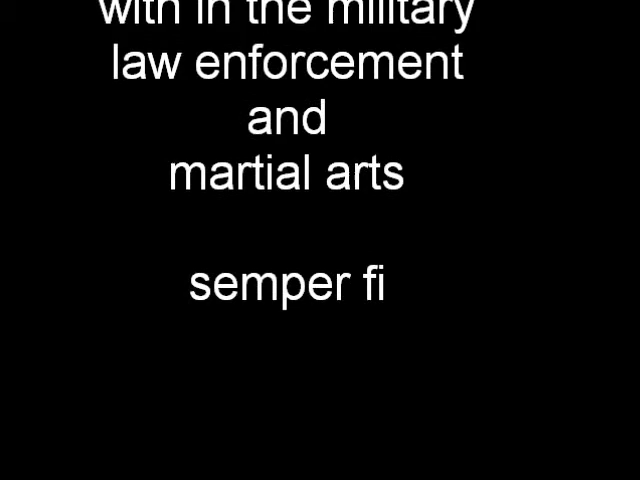 with in the military
law enforcement
and
martial arts
semper fi